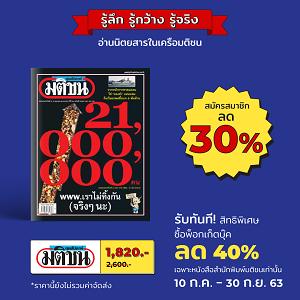 รู้ลึก รู้กว้าง รู้จริง
อ่านนิตยสารในเครือมติชน
สมัครสมาชิก
ลด
30%
มติชน
21,
000,
000,
000
www.เราไม่ทิ้งกัน
(จริงๆ นะ)
มติชน
1,820.-
2,600.-
*ราคานี้ยังไม่รวมค่าจัดส่ง
รับทันที! สิทธิพิเศษ
ซื้อพ็อกเก็ตบุ๊ค
ลด 40%
เฉพาะหนังสือสำนักพิมพ์มติชนเท่านั้น
10 ก.ค. – 30 ก.ย. 63